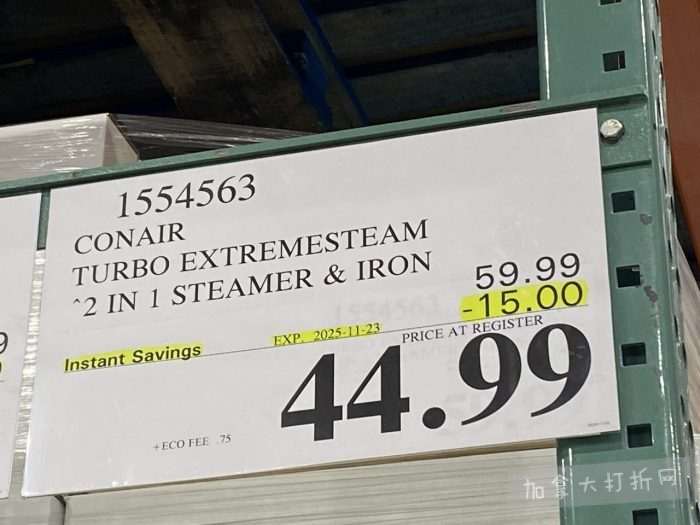 1554563
CONAIR
TURBO EXTREMESTEAM
^2 IN 1 STEAMER & IRON
59.99
-15.00
Instant Savings
EXP. 2025-11-23
PRICE AT REGISTER
44.99
+ECO FEE .75
加拿大打折网